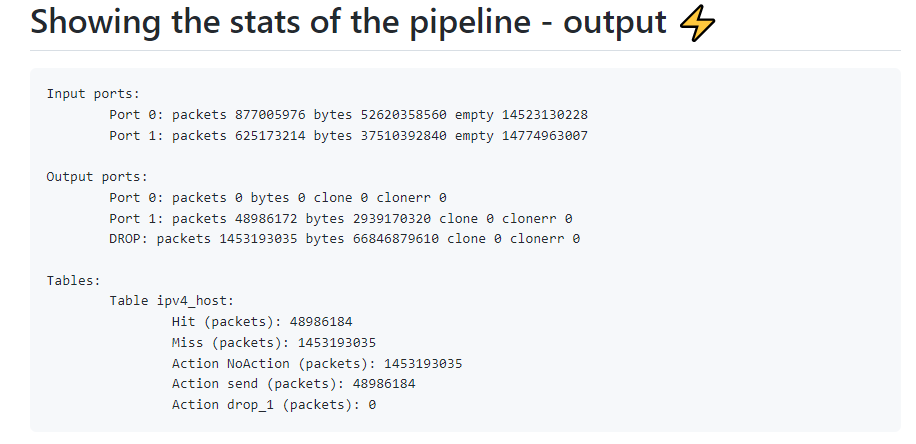 Showing the stats of the pipeline - output ⚡
Input ports:
Port 0: packets 877005976 bytes 52620358560 empty 14523130228
Port 1: packets 625173214 bytes 37510392840 empty 14774963007
Output ports:
Port 0: packets 0 bytes 0 clone 0 clonerr 0
Port 1: packets 48986172 bytes 2939170320 clone 0 clonerr 0
DROP: packets 1453193035 bytes 66846879610 clone 0 clonerr 0
Tables:
Table ipv4_host:
Hit (packets): 48986184
Miss (packets): 1453193035
Action NoAction (packets): 1453193035
Action send (packets): 48986184
Action drop_1 (packets): 0